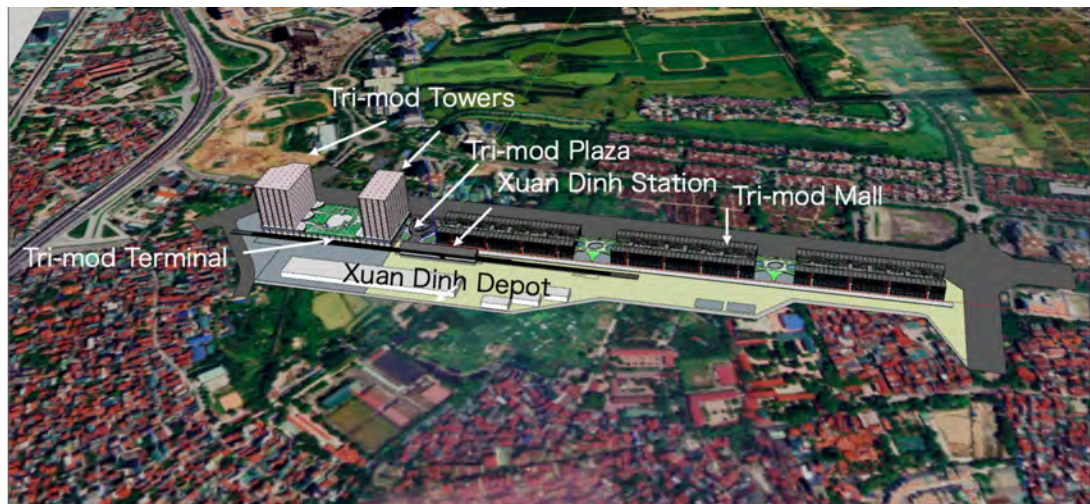 Tri-mod Towers
Tri-mod Plaza
Xuan Dinh Station
Tri-mod Mall
Tri-mod Terminal
Xuan Dinh Depot